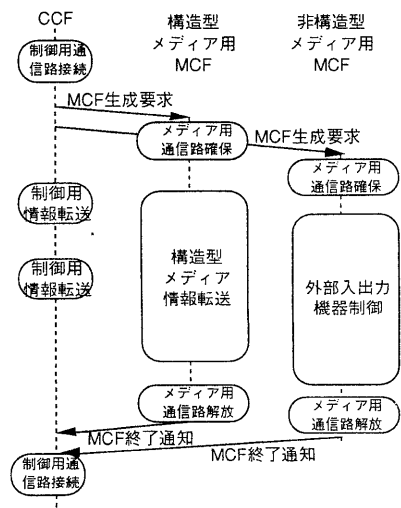 CCF
構造型
メディア用
MCF
非構造型
メディア用
MCF
制御用通
信路接続
MCF生成要求
メディア用
通信路確保
MCF生成要求
メディア用
通信路確保
制御用
情報転送
構造型
メディア
情報転送
制御用
情報転送
外部入出力
機器制御
メディア用
通信路解放
メディア用
通信路解放
MCF終了通知
MCF終了通知
制御用通
信路接続